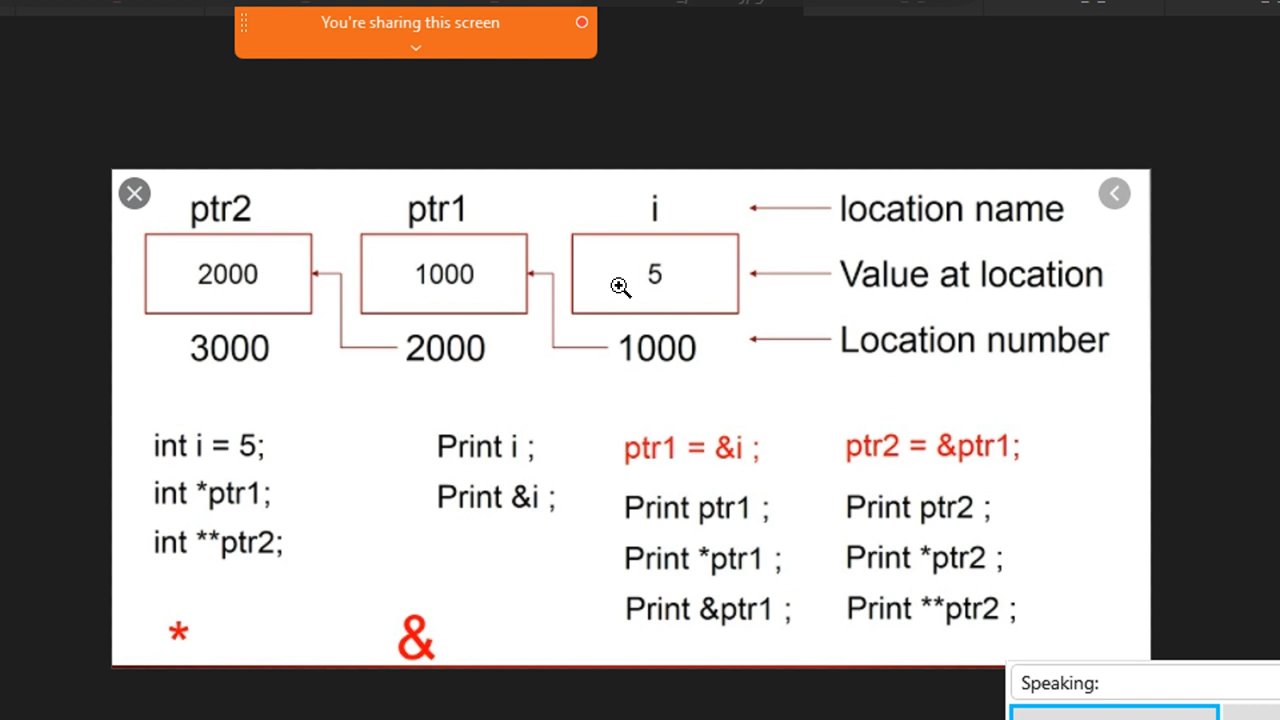 You're sharing this screen
ptr2 ptr1 i location name
2000 1000 5 Value at location
3000 2000 1000 Location number
int i = 5; Print i ; ptr1 = &i ; ptr2 = &ptr1;
int *ptr1; Print &i ; Print ptr1 ; Print ptr2 ;
int **ptr2; Print *ptr1 ; Print *ptr2 ;
Print &ptr1 ; Print **ptr2 ;
* &
Speaking: